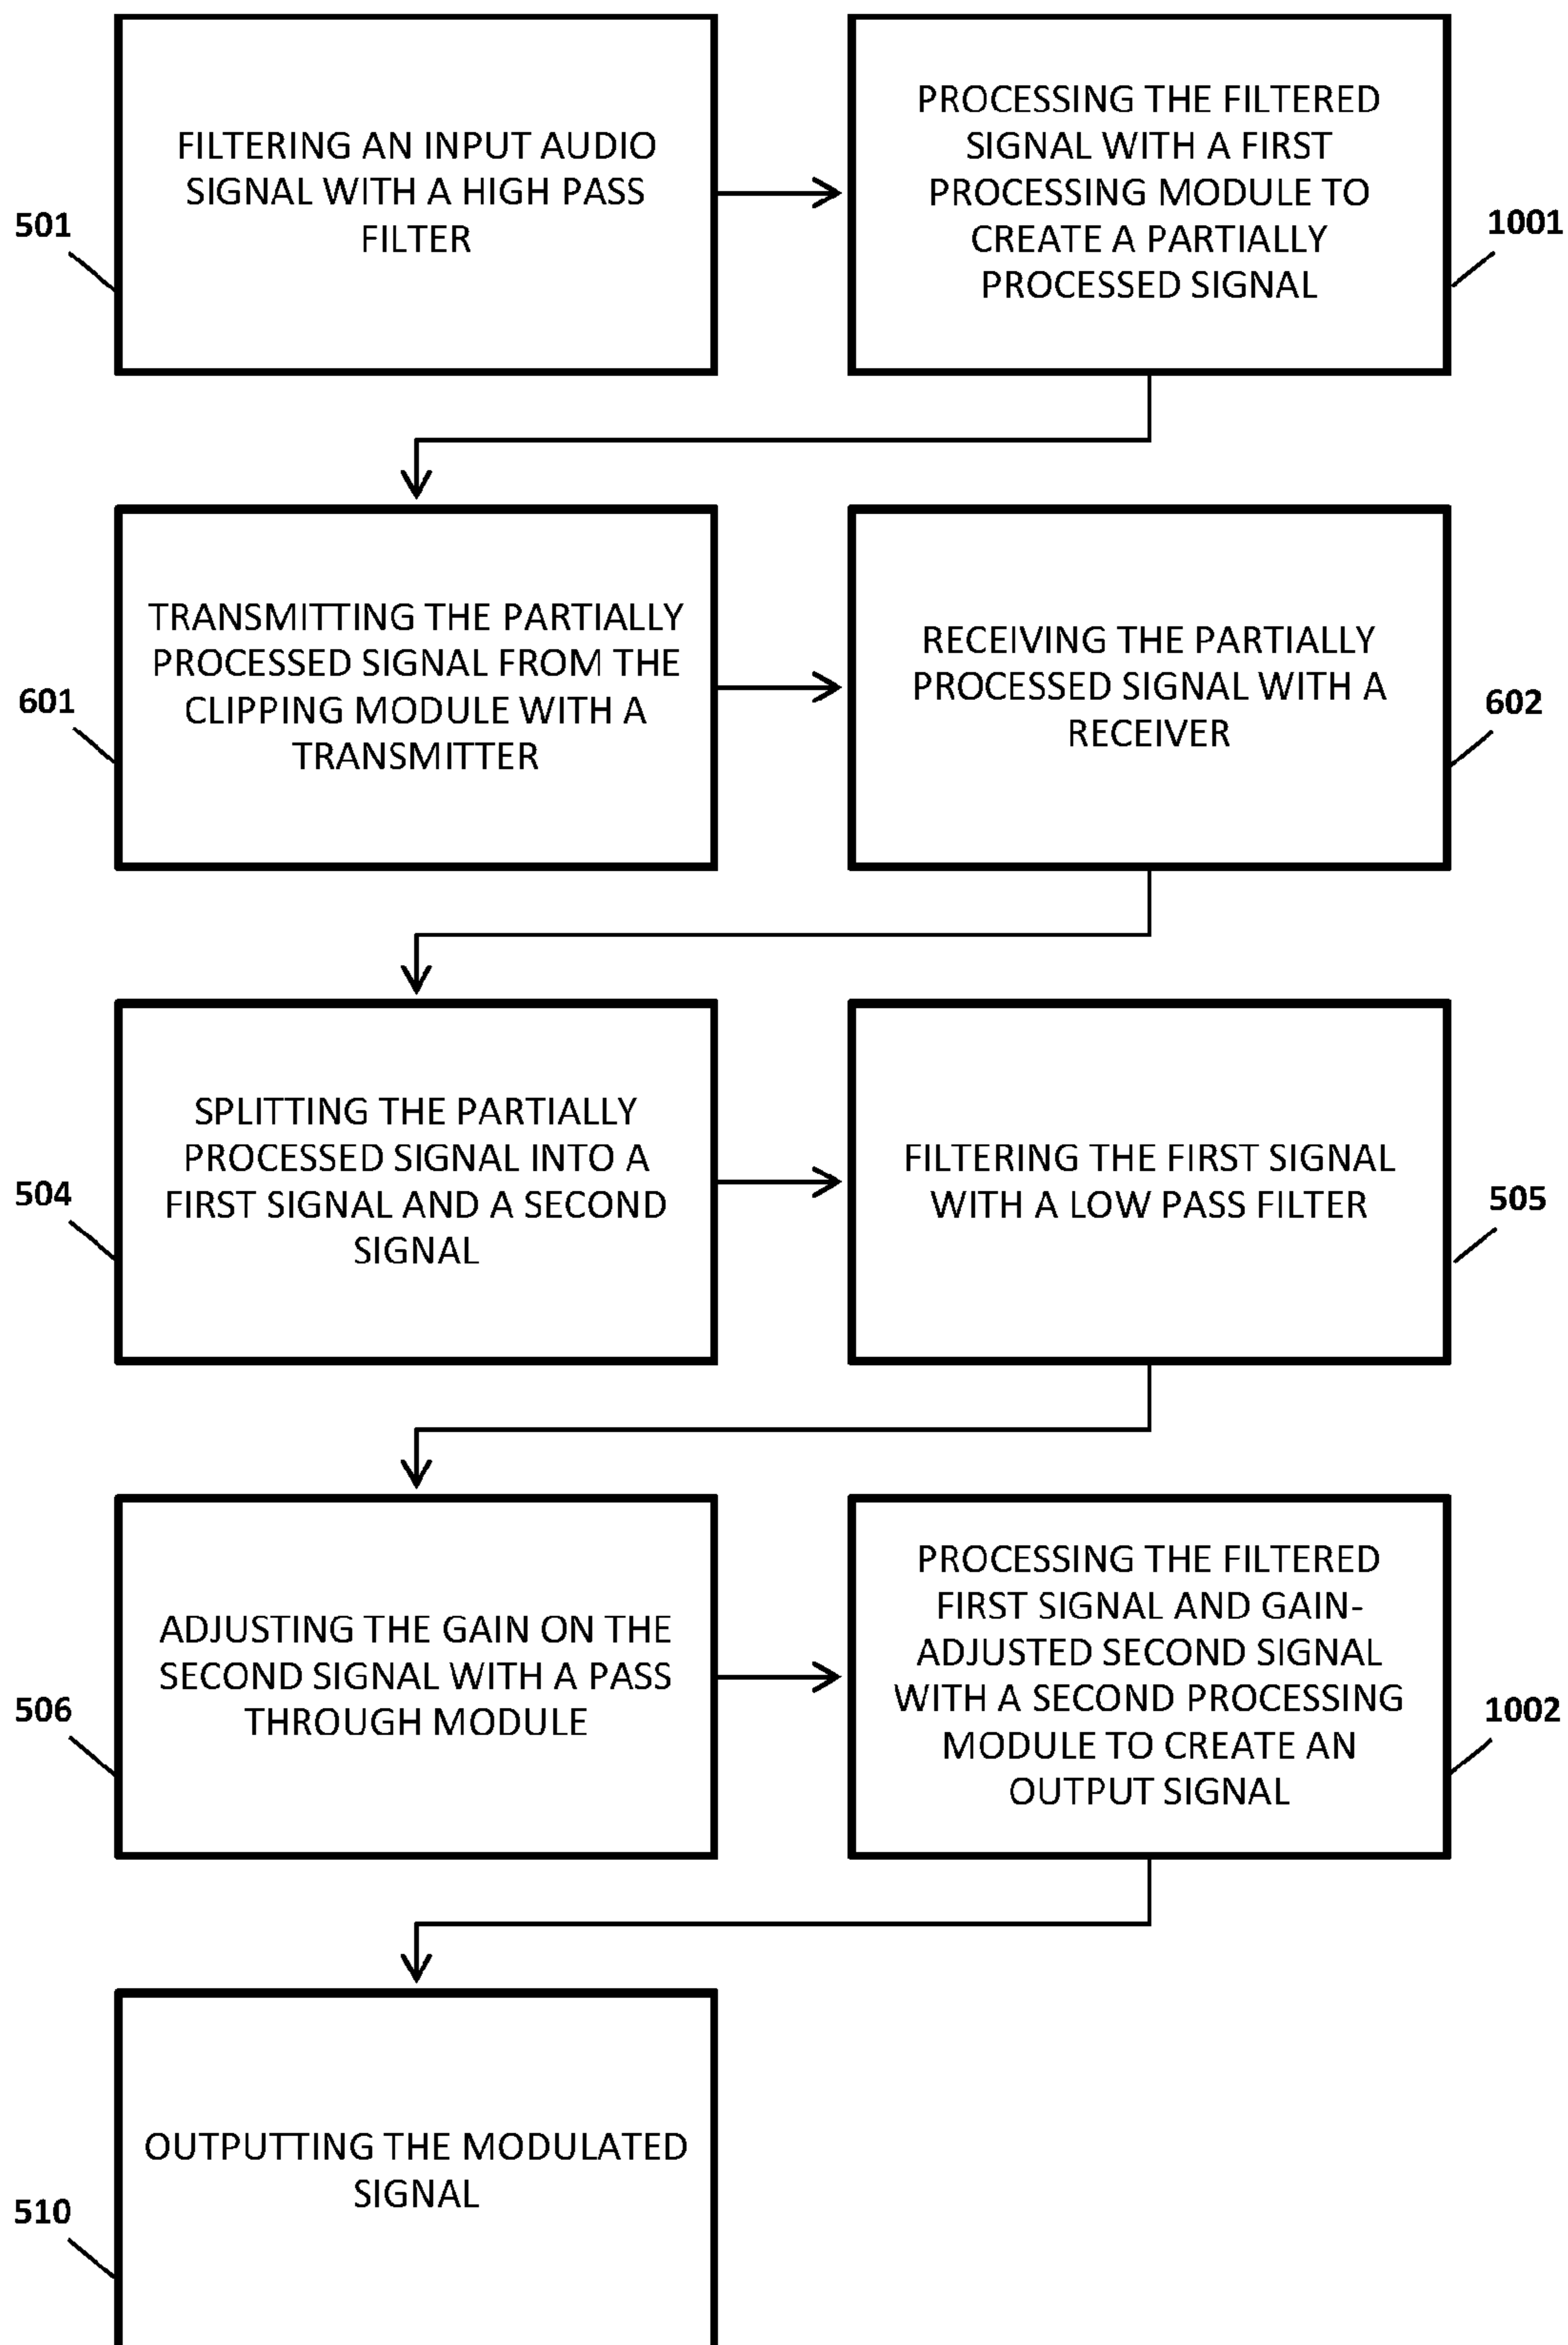 FILTERING AN INPUT AUDIO
SIGNAL WITH A HIGH PASS
FILTER
501
PROCESSING THE FILTERED
SIGNAL WITH A FIRST
PROCESSING MODULE TO
CREATE A PARTIALLY
PROCESSED SIGNAL
1001
TRANSMITTING THE PARTIALLY
PROCESSED SIGNAL FROM THE
CLIPPING MODULE WITH A
TRANSMITTER
601
RECEIVING THE PARTIALLY
PROCESSED SIGNAL WITH A
RECEIVER
602
SPLITTING THE PARTIALLY
PROCESSED SIGNAL INTO A
FIRST SIGNAL AND A SECOND
SIGNAL
504
FILTERING THE FIRST SIGNAL
WITH A LOW PASS FILTER
505
ADJUSTING THE GAIN ON THE
SECOND SIGNAL WITH A PASS
THROUGH MODULE
506
PROCESSING THE FILTERED
FIRST SIGNAL AND GAIN-
ADJUSTED SECOND SIGNAL
WITH A SECOND PROCESSING
MODULE TO CREATE AN
OUTPUT SIGNAL
1002
OUTPUTTING THE MODULATED
SIGNAL
510